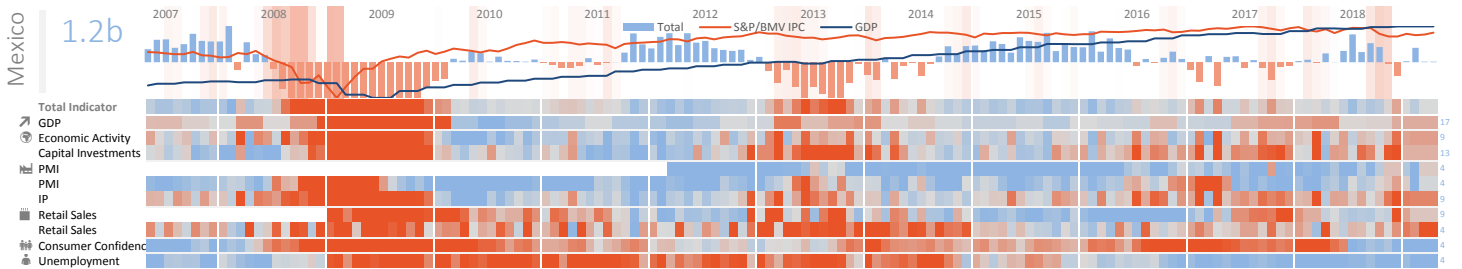 Mexico
1.2b
2007 2008 2009 2010 2011 2012 2013 2014 2015 2016 2017 2018
Total S&P/BMV IPC GDP
Total Indicator
GDP 17
Economic Activity 9
Capital Investments 13
PMI 4
PMI 4
IP 9
Retail Sales 9
Retail Sales 4
Consumer Confidenc 4
Unemployment 4